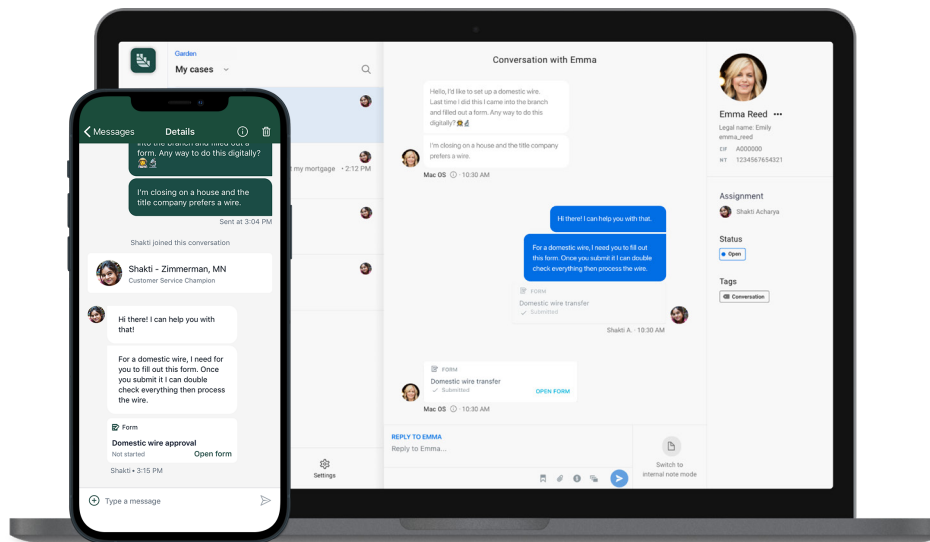 Messages
Details
into the branch and filled out a
form. Any way to do this digitally?
I'm closing on a house and the
title company prefers a wire.
Sent at 3:04 PM
Shakti joined this conversation
Shakti - Zimmerman, MN
Customer Service Champion
Hi there! I can help you with
that!
For a domestic wire, I need for
you to fill out this form. Once
you submit it I can double
check everything then process
the wire.
Form
Domestic wire approval
Not started
Open form
Shakti • 3:15 PM
Type a message
Garden
My cases
my mortgage • 2:12 PM
Settings
Conversation with Emma
Hello, I'd like to set up a domestic wire.
Last time I did this I came into the branch
and filled out a form. Any way to do this
digitally?
I'm closing on a house and the title company
prefers a wire.
Mac OS · 10:30 AM
Hi there! I can help you with that.
For a domestic wire, I need you to fill out
this form. Once you submit it I can double
check everything then process the wire.
FORM
Domestic wire transfer
Submitted
Shakti A. · 10:30 AM
FORM
Domestic wire transfer
Submitted
OPEN FORM
Mac OS · 10:30 AM
REPLY TO EMMA
Reply to Emma...
Switch to
internal note mode
Emma Reed
Legal name: Emily
emma_reed
CIF A000000
NT 1234567654321
Assignment
Shakti Acharya
Status
Open
Tags
Conversation